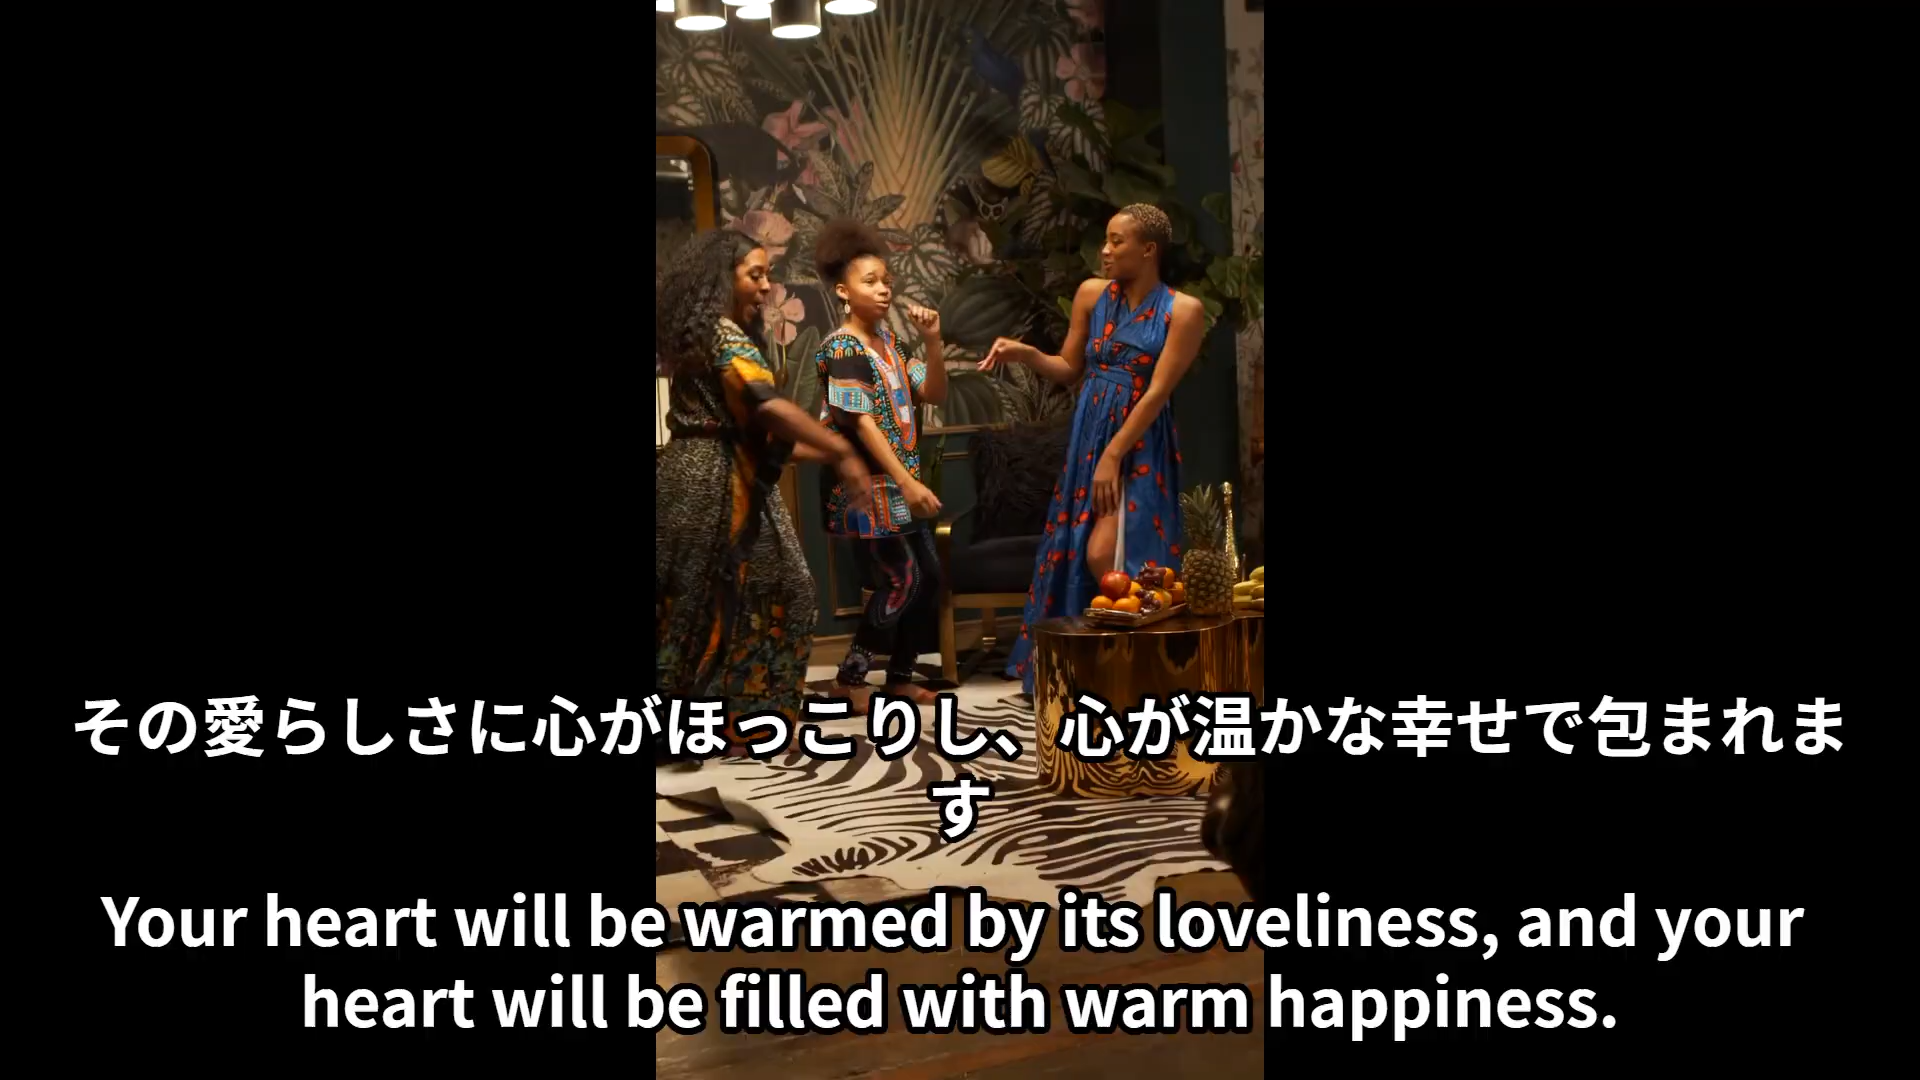 その愛らしさに心がほっこりし、心が温かな幸せで包まれま
す
Your heart will be warmed by its loveliness, and your
heart will be filled with warm happiness.